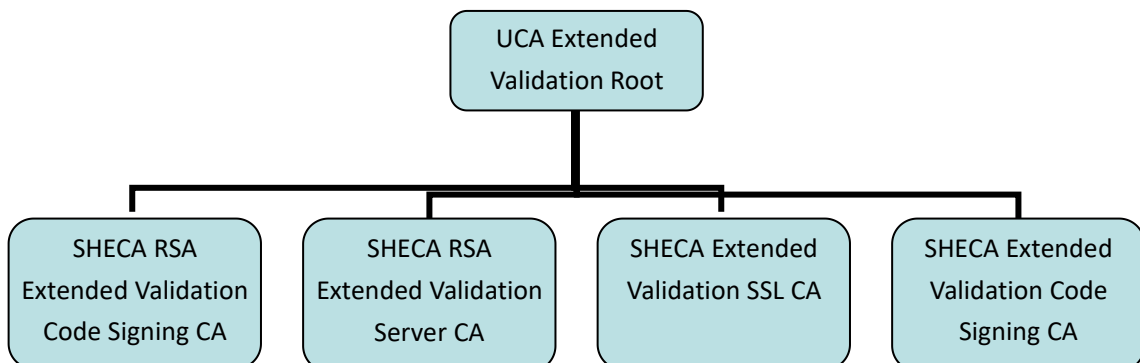 UCA Extended
Validation Root
SHECA RSA
Extended Validation
Code Signing CA
SHECA RSA
Extended Validation
Server CA
SHECA Extended
Validation SSL CA
SHECA Extended
Validation Code
Signing CA